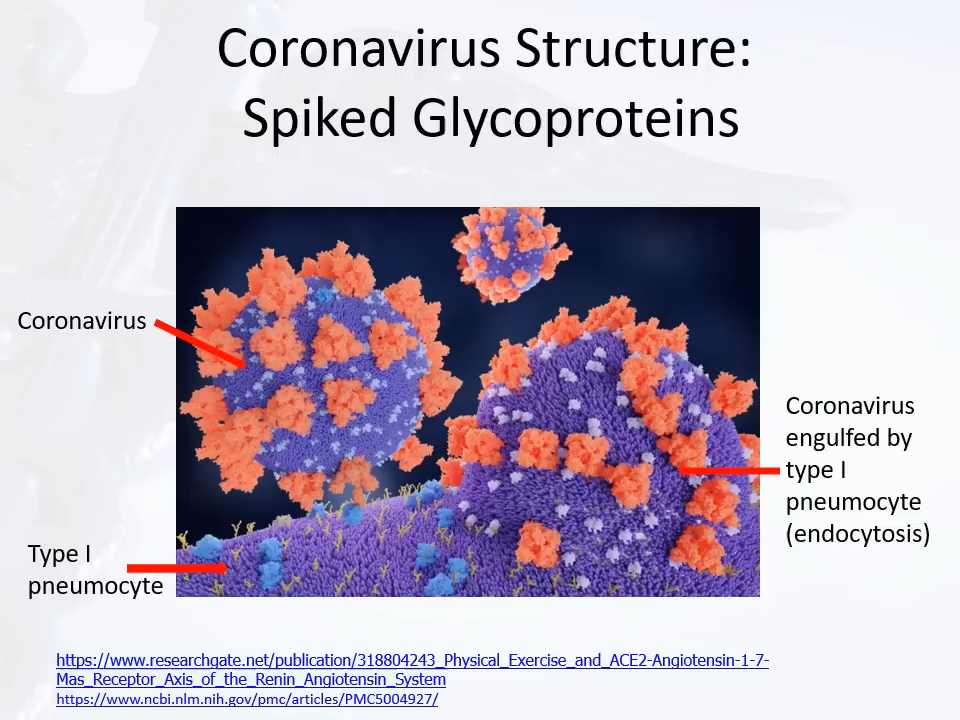 Coronavirus Structure:
Spiked Glycoproteins
Coronavirus
Coronavirus
engulfed by
type I
pneumocyte
(endocytosis)
Type I
pneumocyte
https://www.researchgate.net/publication/318804243_Physical_Exercise_and_ACE2-Angiotensin-1-7-
Mas_Receptor_Axis_of_the_Renin_Angiotensin_System
https://www.ncbi.nlm.nih.gov/pmc/articles/PMC5004927/